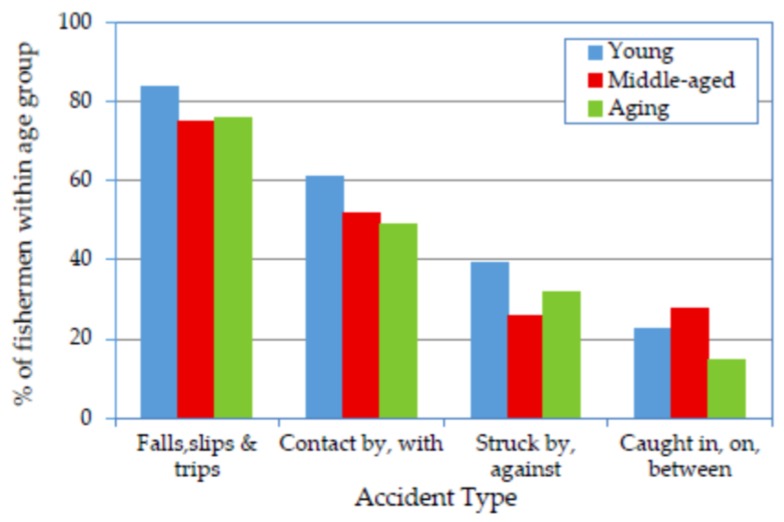 % of fishermen within age group
100
80
60
40
20
0
Young
Middle-aged
Aging
Falls,slips &
trips
Contact by, with
Struck by,
against
Caught in, on,
between
Accident Type